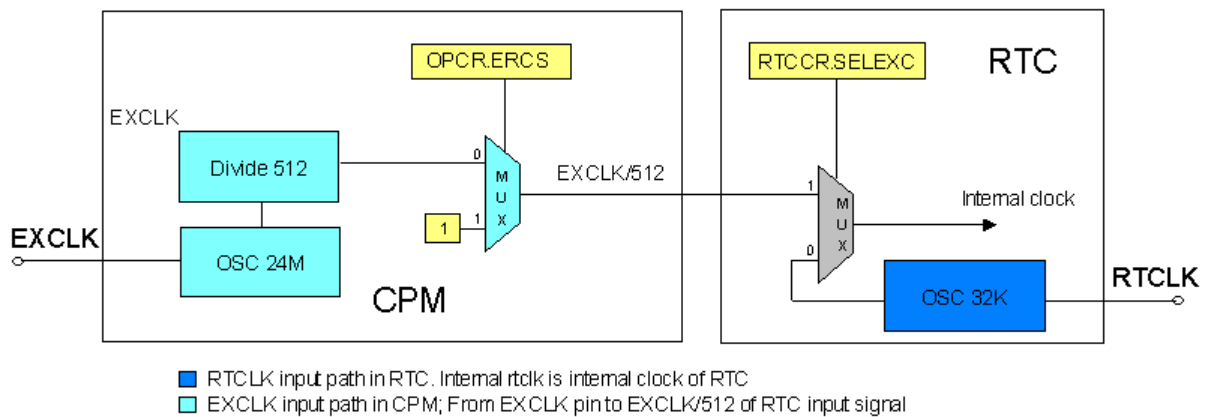 OPCR.ERCS
RTCCR.SELEXC
RTC
EXCLK
Divide 512
0
M
U
X
EXCLK/512
1
M
U
X
Internal clock
1
1
EXCLK
OSC 24M
0
CPM
OSC 32K
RTCLK
RTCLK input path in RTC. Internal rtclk is internal clock of RTC
EXCLK input path in CPM; From EXCLK pin to EXCLK/512 of RTC input signal